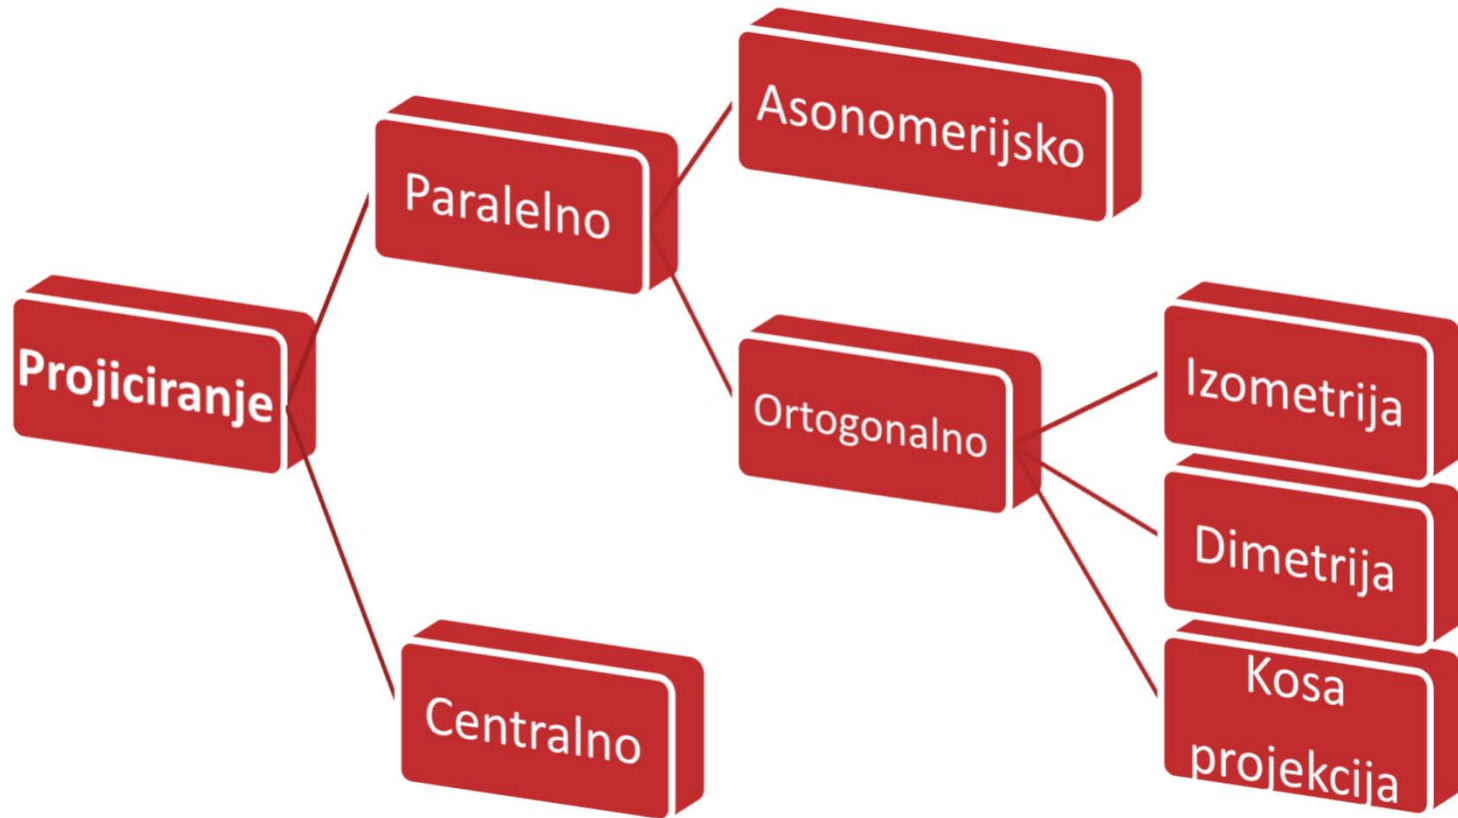 Projiciranje
Paralelno
Asonomerijsko
Ortogonalno
Izometrija
Dimetrija
Kosa
projekcija
Centralno